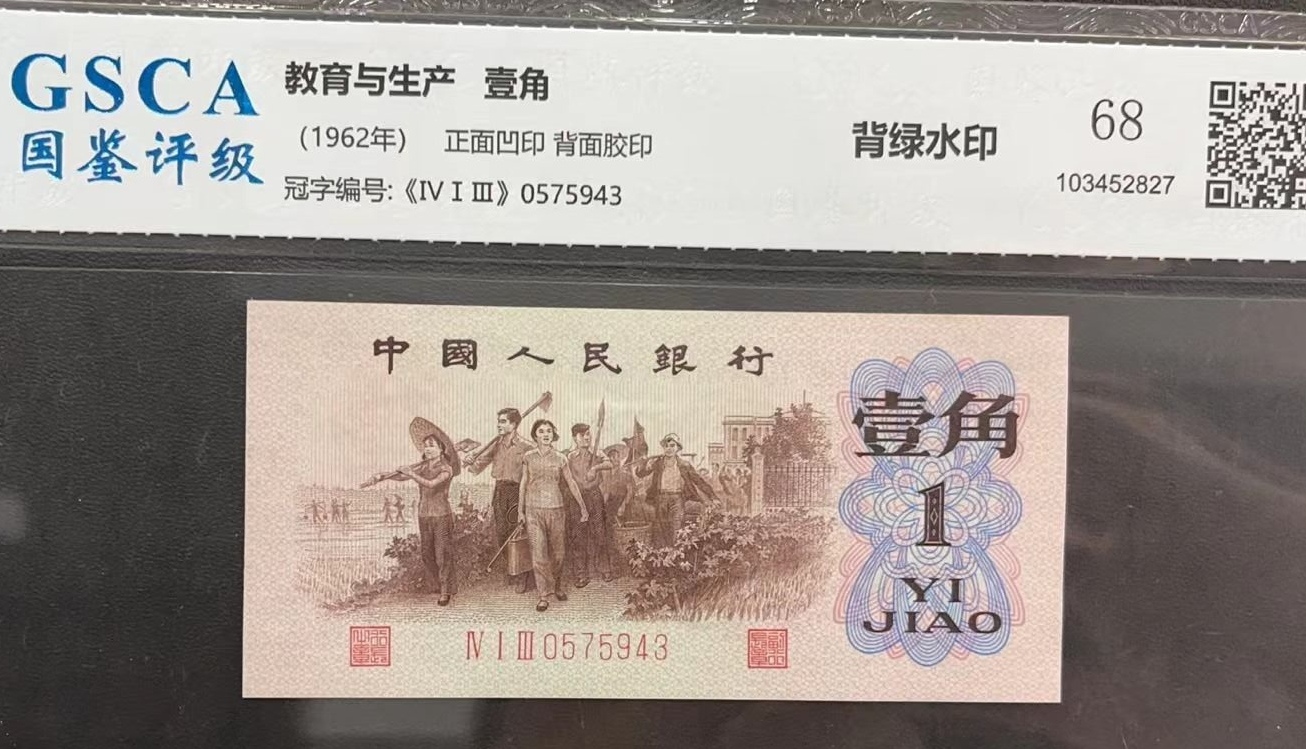 GSCA
国鉴评级
教育与生产 壹角
(1962年) 正面凹印 背面胶印
冠字编号:《Ⅳ Ⅰ Ⅲ》0575943
背绿水印
68
103452827
中國人民銀行
壹角
1
YI
JIAO
Ⅳ Ⅰ Ⅲ 0575943